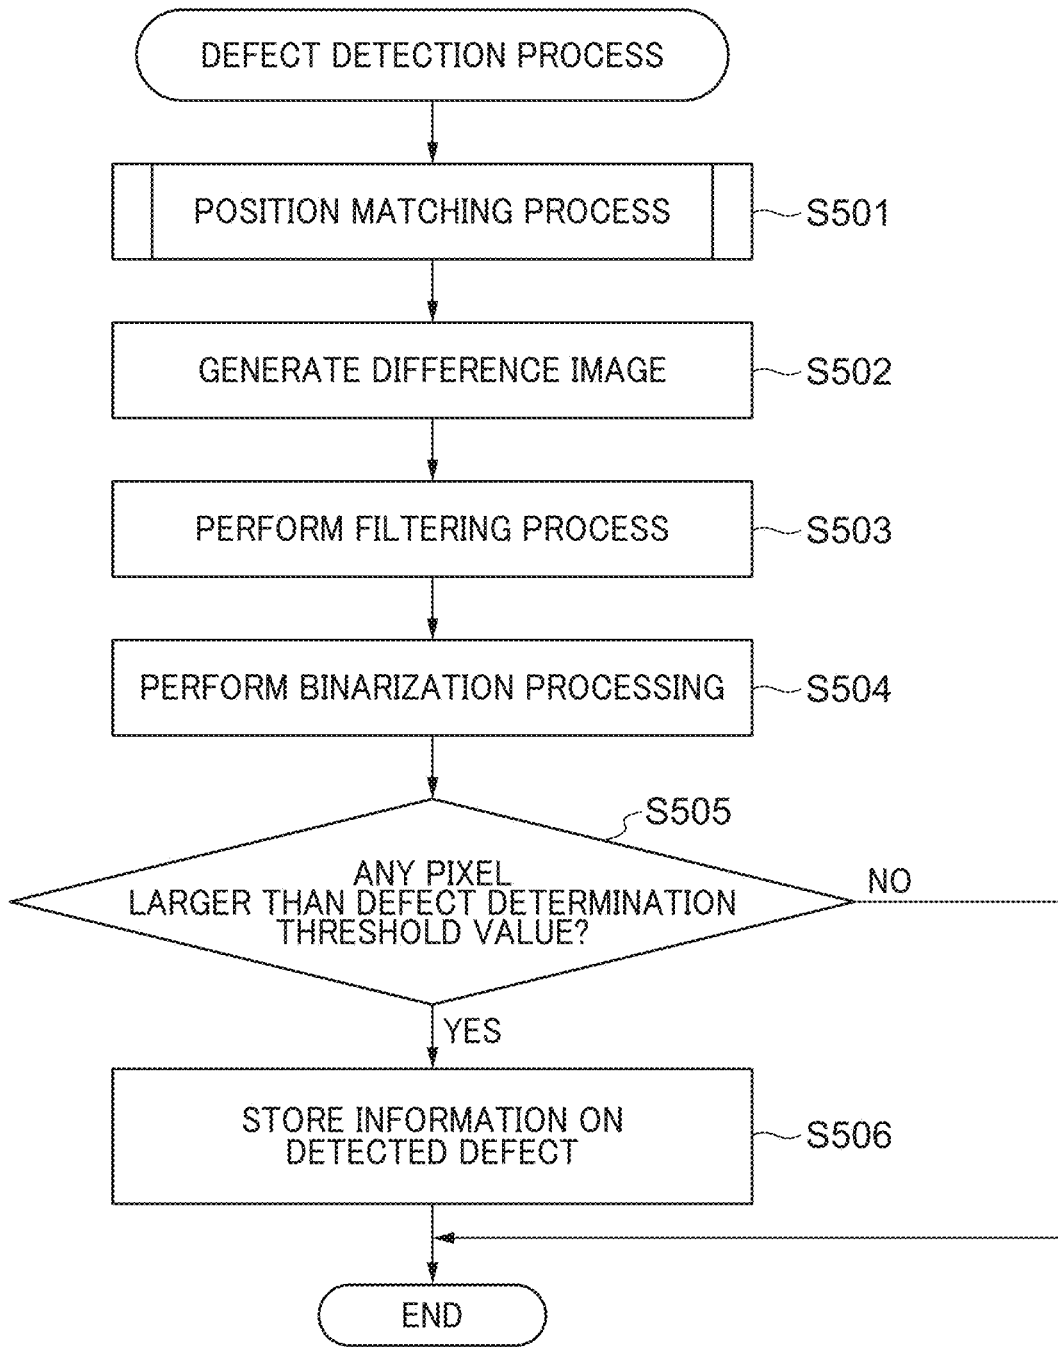 DEFECT DETECTION PROCESS
POSITION MATCHING PROCESS
S501
GENERATE DIFFERENCE IMAGE
S502
PERFORM FILTERING PROCESS
S503
PERFORM BINARIZATION PROCESSING
S504
S505
ANY PIXEL
LARGER THAN DEFECT DETERMINATION
THRESHOLD VALUE?
NO
YES
STORE INFORMATION ON
DETECTED DEFECT
S506
END